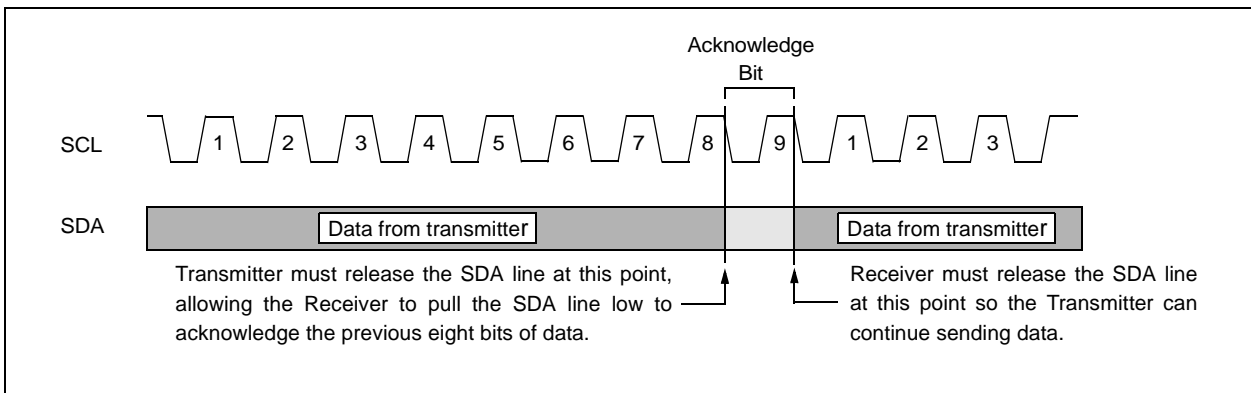 Acknowledge
Bit
SCL
1 2 3 4 5 6 7 8 9 1 2 3
SDA
Data from transmitter Data from transmitter
Transmitter must release the SDA line at this point,
allowing the Receiver to pull the SDA line low to
acknowledge the previous eight bits of data.
Receiver must release the SDA line
at this point so the Transmitter can
continue sending data.